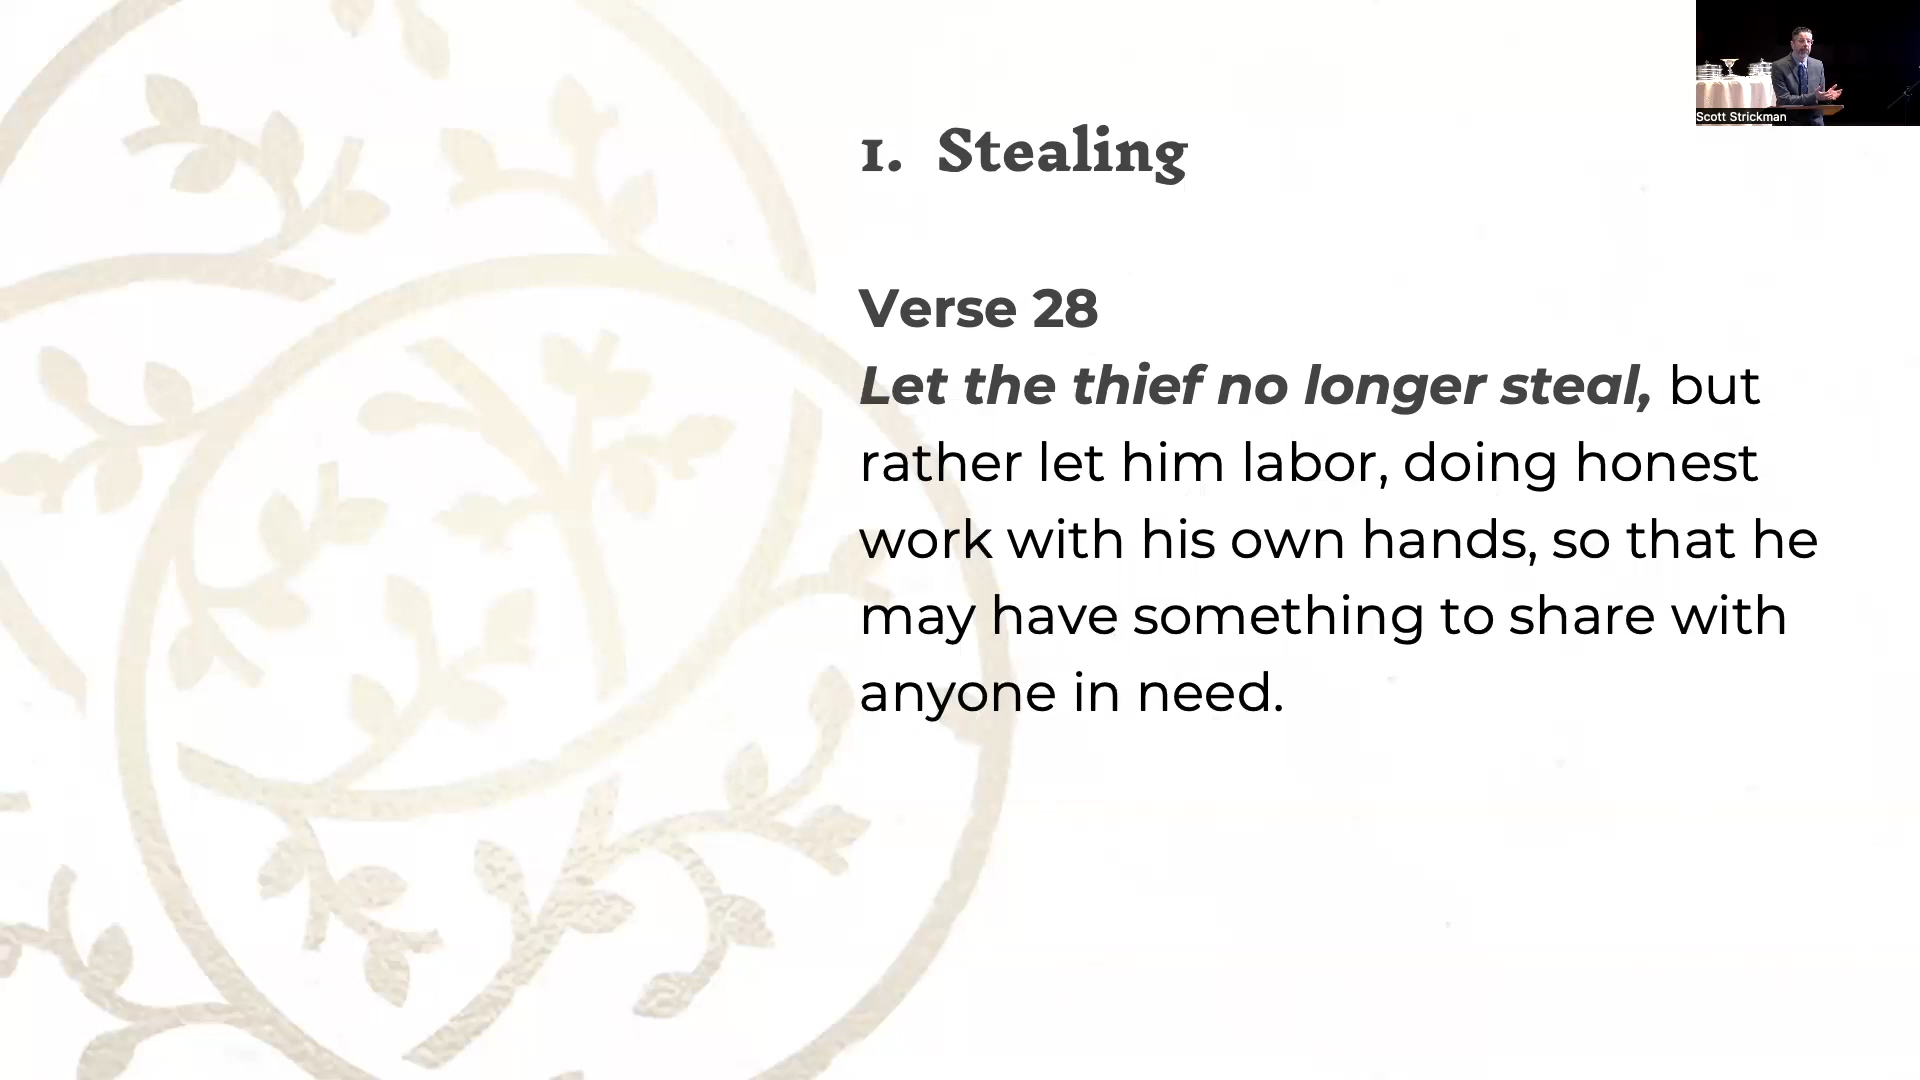 Scott Strickman
1. Stealing
Verse 28
Let the thief no longer steal, but
rather let him labor, doing honest
work with his own hands, so that he
may have something to share with
anyone in need.